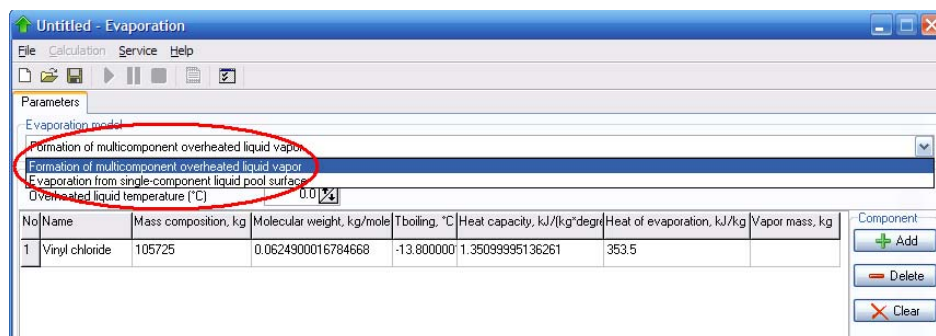 Untitled - Evaporation
File Calculation Service Help
Parameters
Evaporation model
Formation of multicomponent overheated liquid vapor
Formation of multicomponent overheated liquid vapor
Evaporation from single-component liquid pool surface
Overheated liquid temperature (°C) 0.0
No Name Mass composition, kg Molecular weight, kg/mole Tboiling, °C Heat capacity, kJ/(kg*degre Heat of evaporation, kJ/kg Vapor mass, kg
1 Vinyl chloride 105725 0.0624900016784668 -13.800000 1.35099995136261 353.5
Component
Add
Delete
Clear